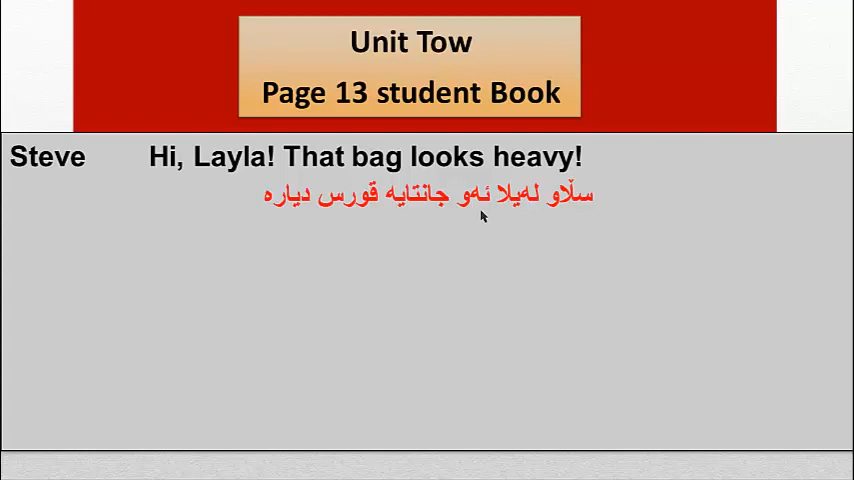 Unit Tow
Page 13 student Book
Steve Hi, Layla! That bag looks heavy!
سڵاو لەیلا ئەو جانتایە قورس دیارە